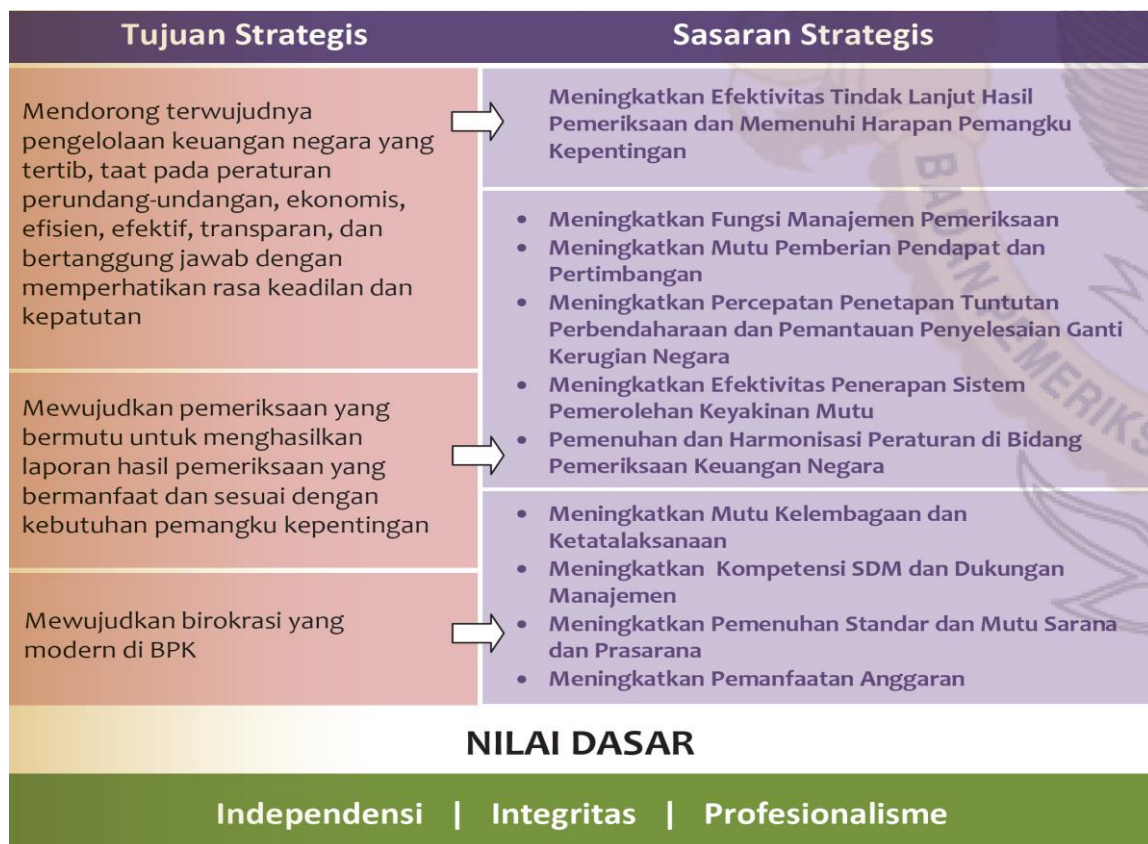 Tujuan Strategis
Sasaran Strategis
Mendorong terwujudnya
pengelolaan keuangan negara yang
tertib, taat pada peraturan
perundang-undangan, ekonomis,
efisien, efektif, transparan, dan
bertanggung jawab dengan
memperhatikan rasa keadilan dan
kepatutan
Meningkatkan Efektivitas Tindak Lanjut Hasil
Pemeriksaan dan Memenuhi Harapan Pemangku
Kepentingan
Mewujudkan pemeriksaan yang
bermutu untuk menghasilkan
laporan hasil pemeriksaan yang
bermanfaat dan sesuai dengan
kebutuhan pemangku kepentingan
• Meningkatkan Fungsi Manajemen Pemeriksaan
• Meningkatkan Mutu Pemberian Pendapat dan
Pertimbangan
• Meningkatkan Percepatan Penetapan Tuntutan
Perbendaharaan dan Pemantauan Penyelesaian Ganti
Kerugian Negara
• Meningkatkan Efektivitas Penerapan Sistem
Pemerolehan Keyakinan Mutu
• Pemenuhan dan Harmonisasi Peraturan di Bidang
Pemeriksaan Keuangan Negara
Mewujudkan birokrasi yang
modern di BPK
• Meningkatkan Mutu Kelembagaan dan
Ketatalaksanaan
• Meningkatkan Kompetensi SDM dan Dukungan
Manajemen
• Meningkatkan Pemenuhan Standar dan Mutu Sarana
dan Prasarana
• Meningkatkan Pemanfaatan Anggaran
BADAN
NILAI DASAR
Independensi | Integritas | Profesionalisme